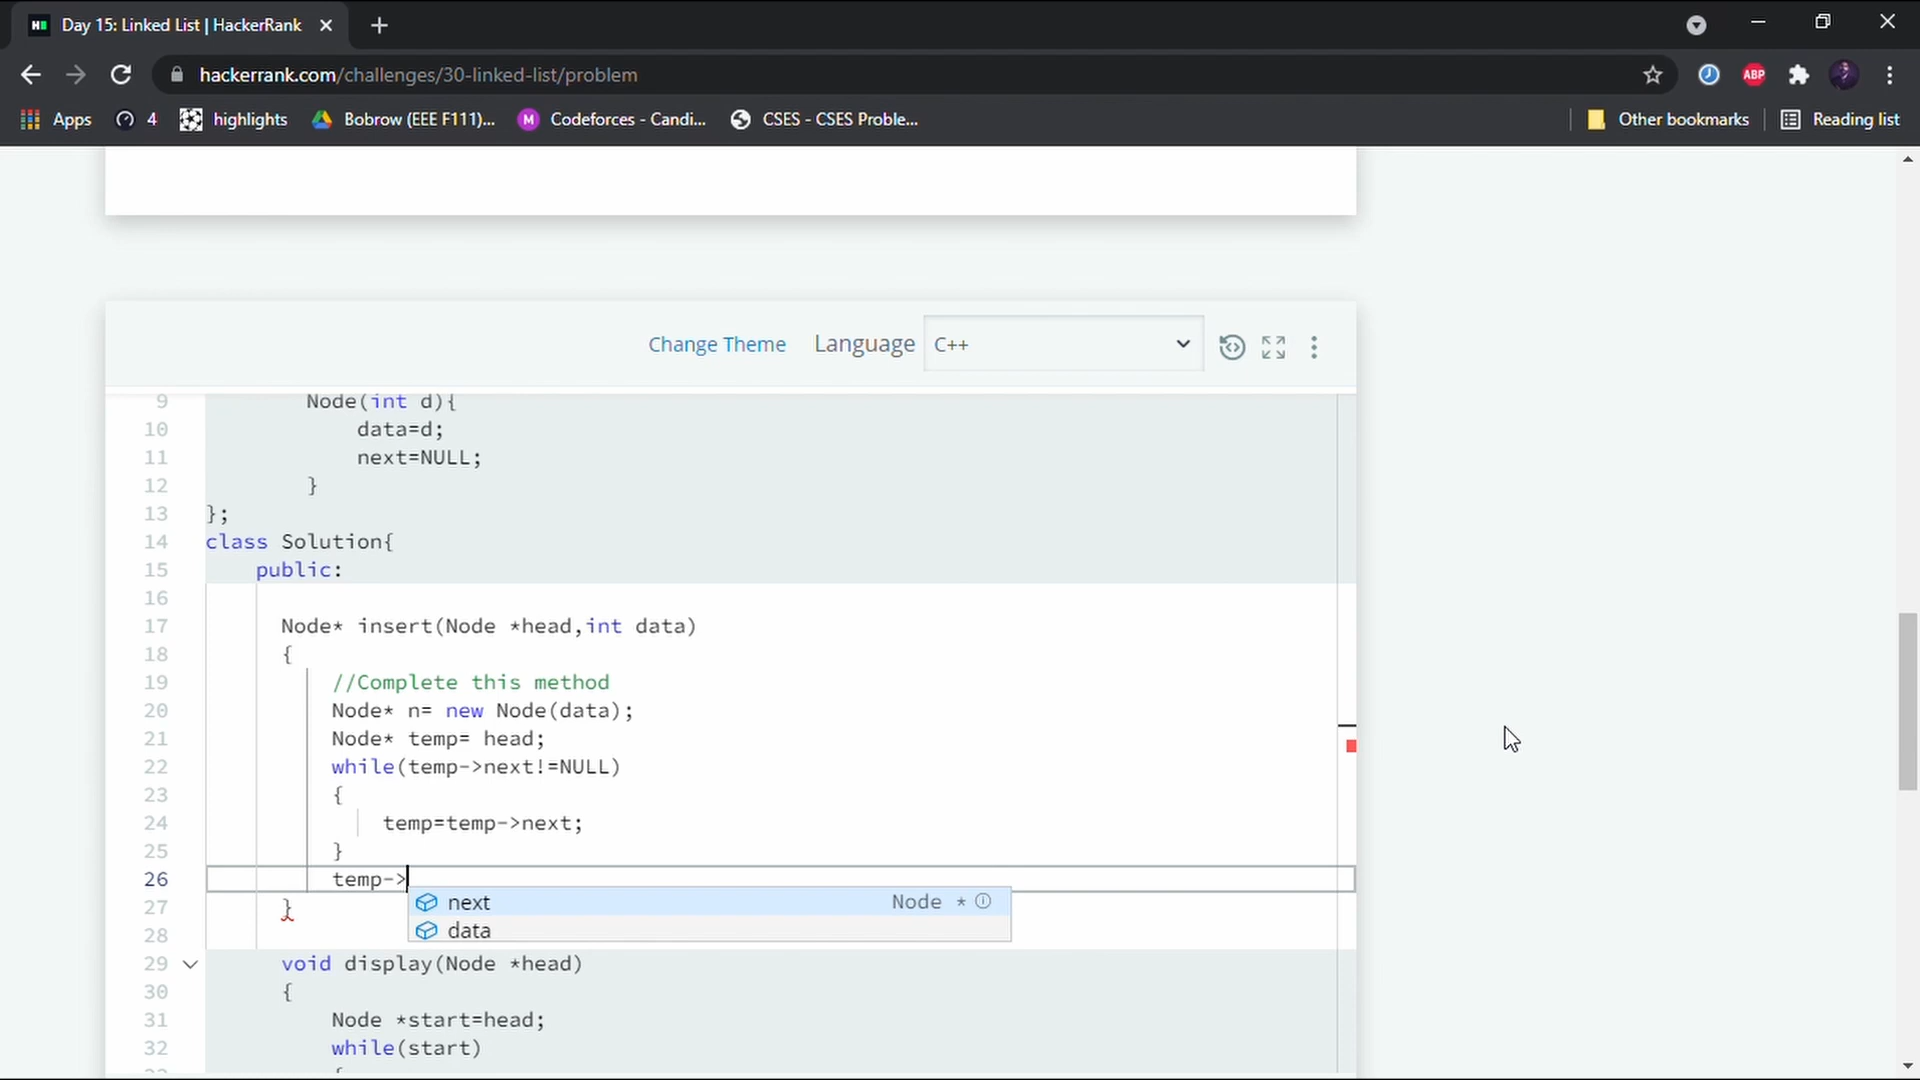 Day 15: Linked List | HackerRank
hackerrank.com/challenges/30-linked-list/problem
ABP
Apps 4 highlights Bobrow (EEE F111)... M Codeforces - Candi... CSES - CSES Proble... Other bookmarks Reading list
Change Theme Language C++
9 Node(int d){
10 data=d;
11 next=NULL;
12 }
13 };
14 class Solution{
15 public:
16
17 Node* insert(Node *head,int data)
18 {
19 //Complete this method
20 Node* n= new Node(data);
21 Node* temp= head;
22 while(temp->next!=NULL)
23 {
24 temp=temp->next;
25 }
26 temp->
next Node *
27 }
data
28
29 void display(Node *head)
30 {
31 Node *start=head;
32 while(start)